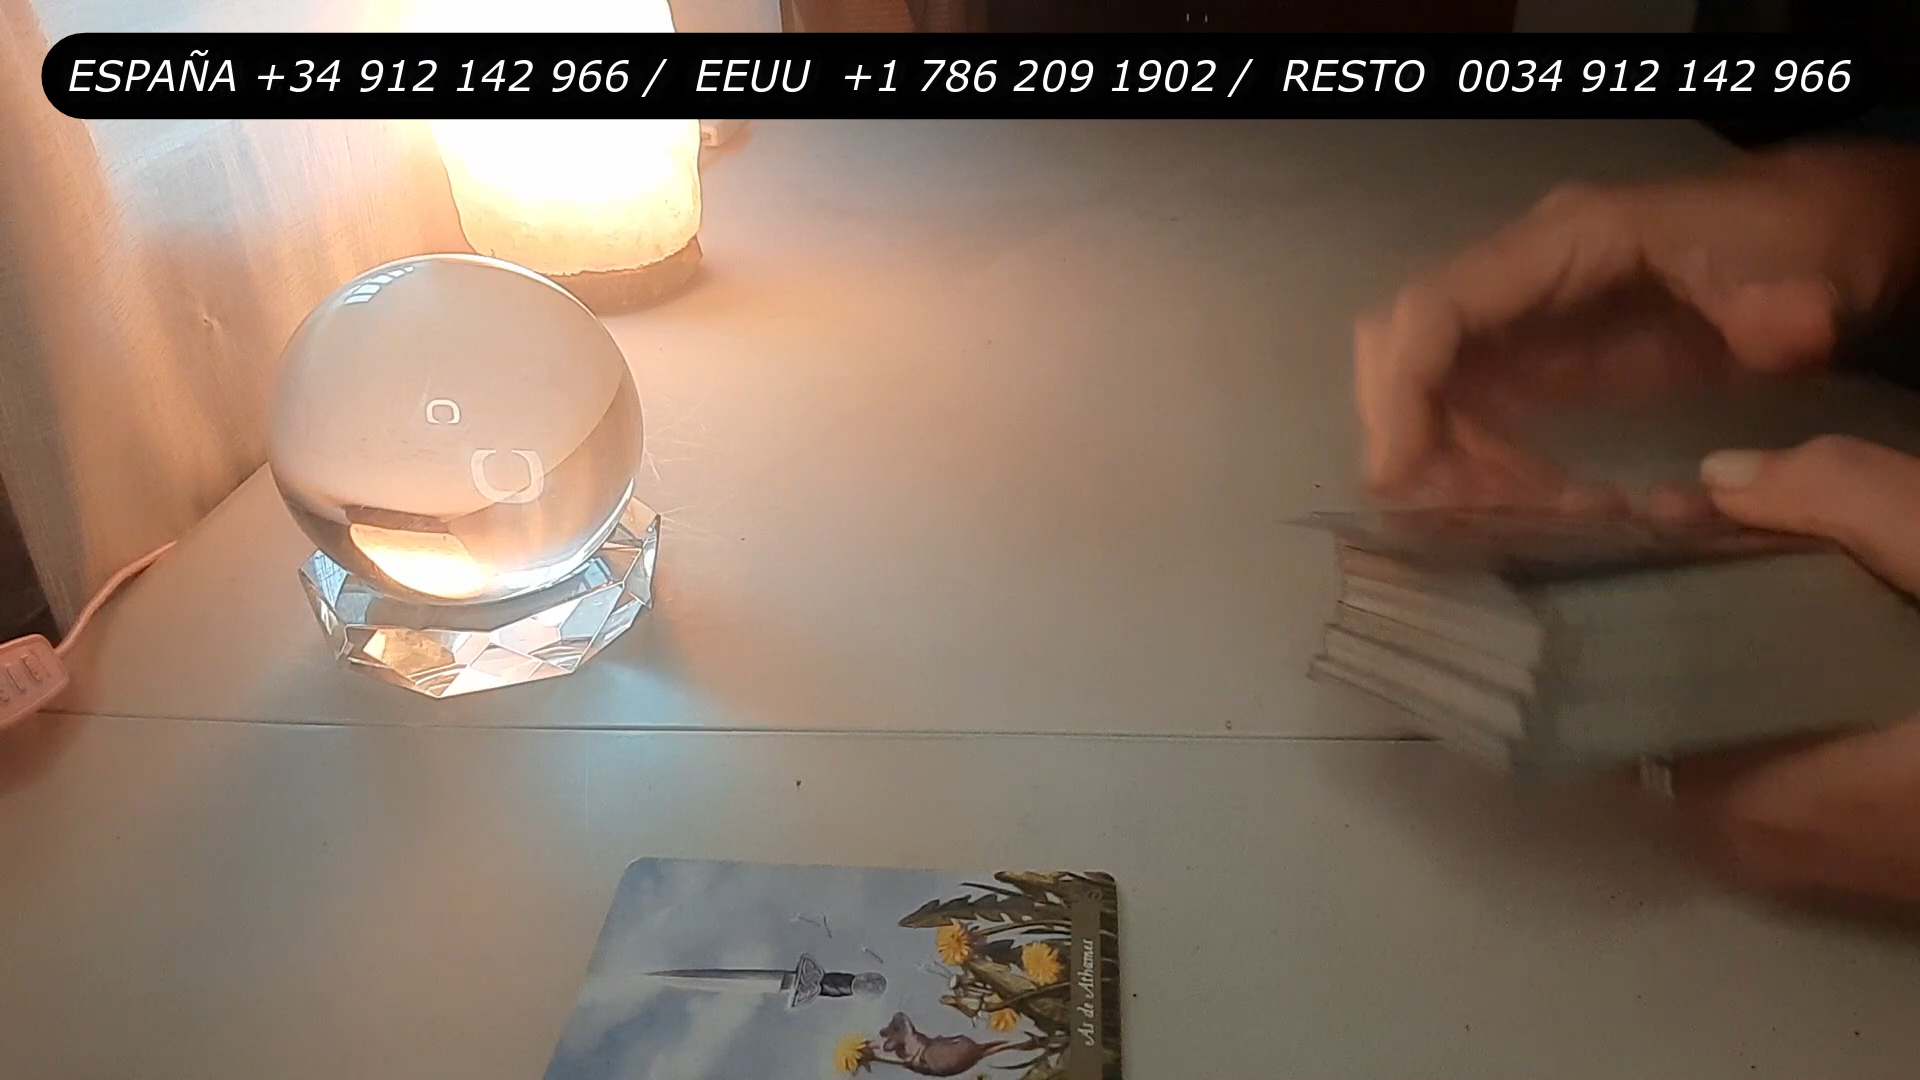 ESPAÑA +34 912 142 966 / EEUU +1 786 209 1902 / RESTO 0034 912 142 966
As de Athames